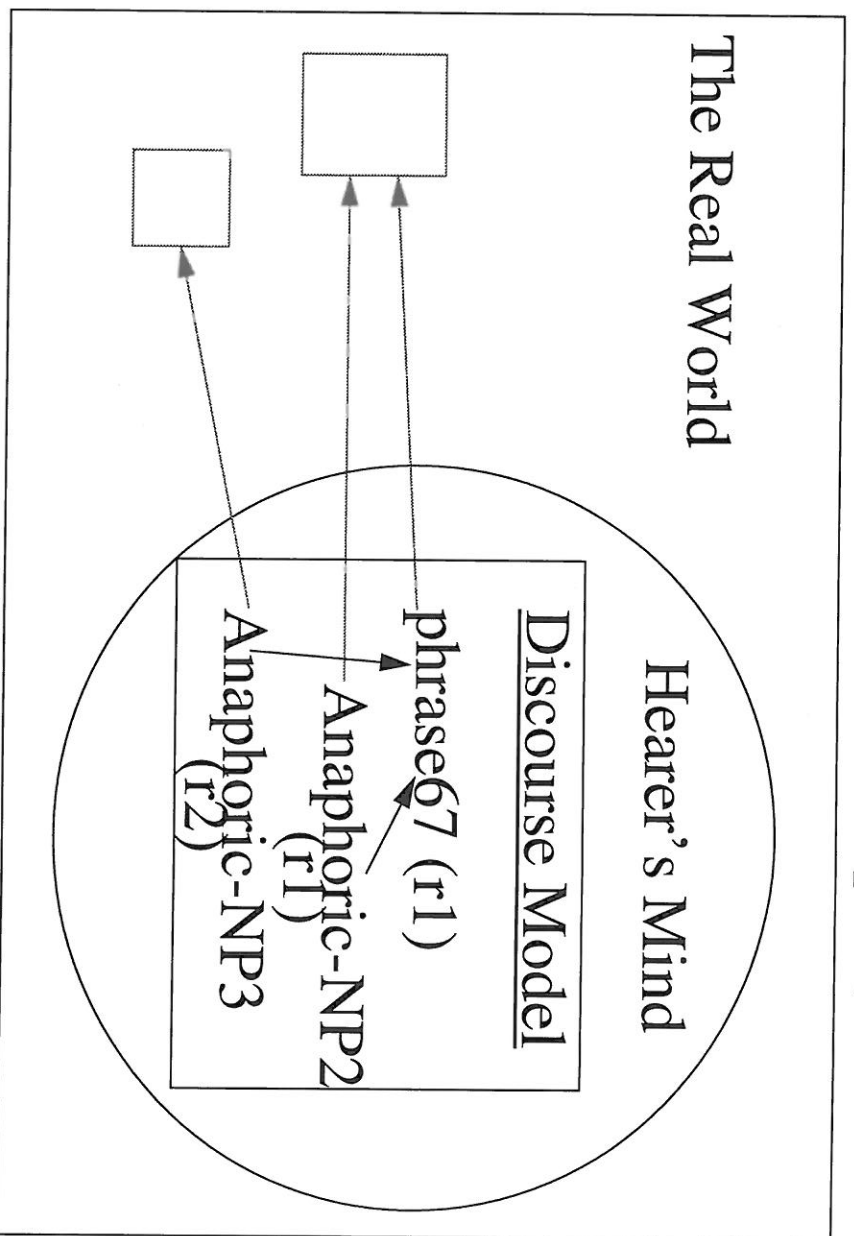 The Real World
Hearer's Mind
Discourse Model
phrase67 (r1)
Anaphoric-NP2
(r1)
Anaphoric-NP3
(r2)